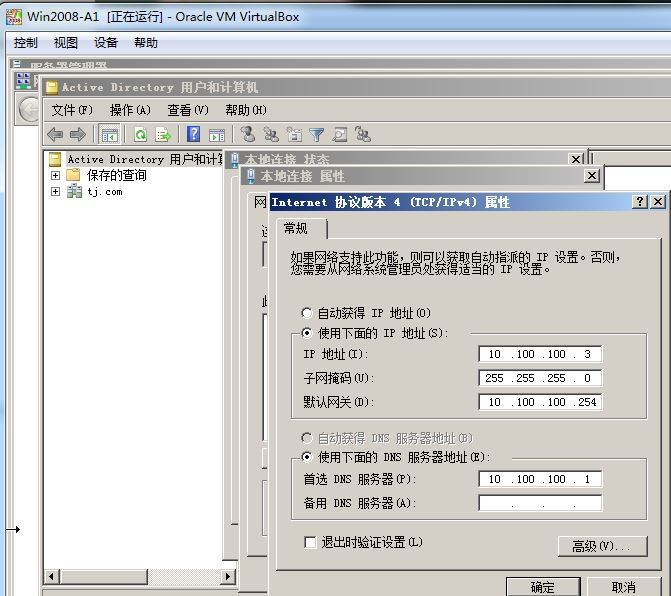 Win2008-A1 [正在运行] - Oracle VM VirtualBox
控制 视图 设备 帮助
服务器管理器
Active Directory 用户和计算机
文件(F) 操作(A) 查看(V) 帮助(H)
Active Directory 用户和计算
保存的查询
tj.com
本地连接 状态
本地连接 属性
网
Internet 协议版本 4 (TCP/IPv4) 属性
常规
如果网络支持此功能，则可以获取自动指派的 IP 设置。否则，
您需要从网络系统管理员处获得适当的 IP 设置。
自动获得 IP 地址(O)
使用下面的 IP 地址(S):
IP 地址(I): 10 .100 .100 . 3
子网掩码(U): 255 .255 .255 . 0
默认网关(D): 10 .100 .100 .254
自动获得 DNS 服务器地址(B)
使用下面的 DNS 服务器地址(E):
首选 DNS 服务器(P): 10 .100 .100 . 1
备用 DNS 服务器(A): . . .
退出时验证设置(L)
高级(V)...
确定 取消